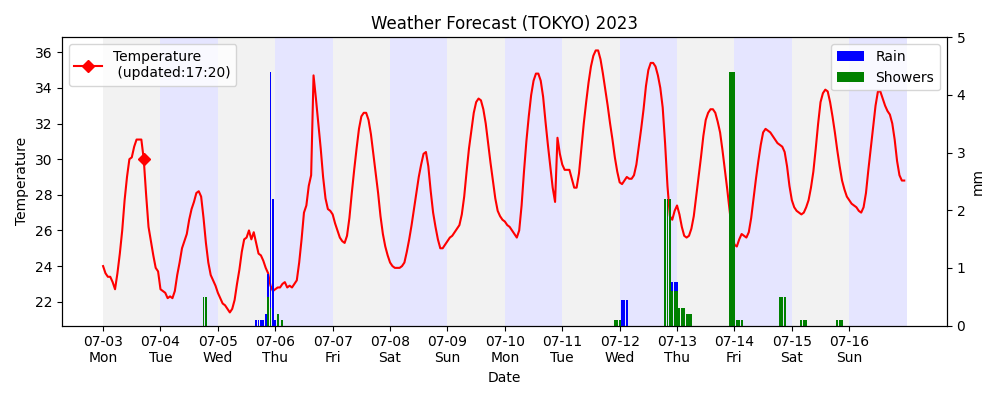 Weather Forecast (TOKYO) 2023
Temperature
(updated:17:20)
Rain
Showers
Temperature
36
34
32
30
28
26
24
22
5
4
3
2
1
0
mm
07-03 07-04 07-05 07-06 07-07 07-08 07-09 07-10 07-11 07-12 07-13 07-14 07-15 07-16
Mon Tue Wed Thu Fri Sat Sun Mon Tue Wed Thu Fri Sat Sun
Date